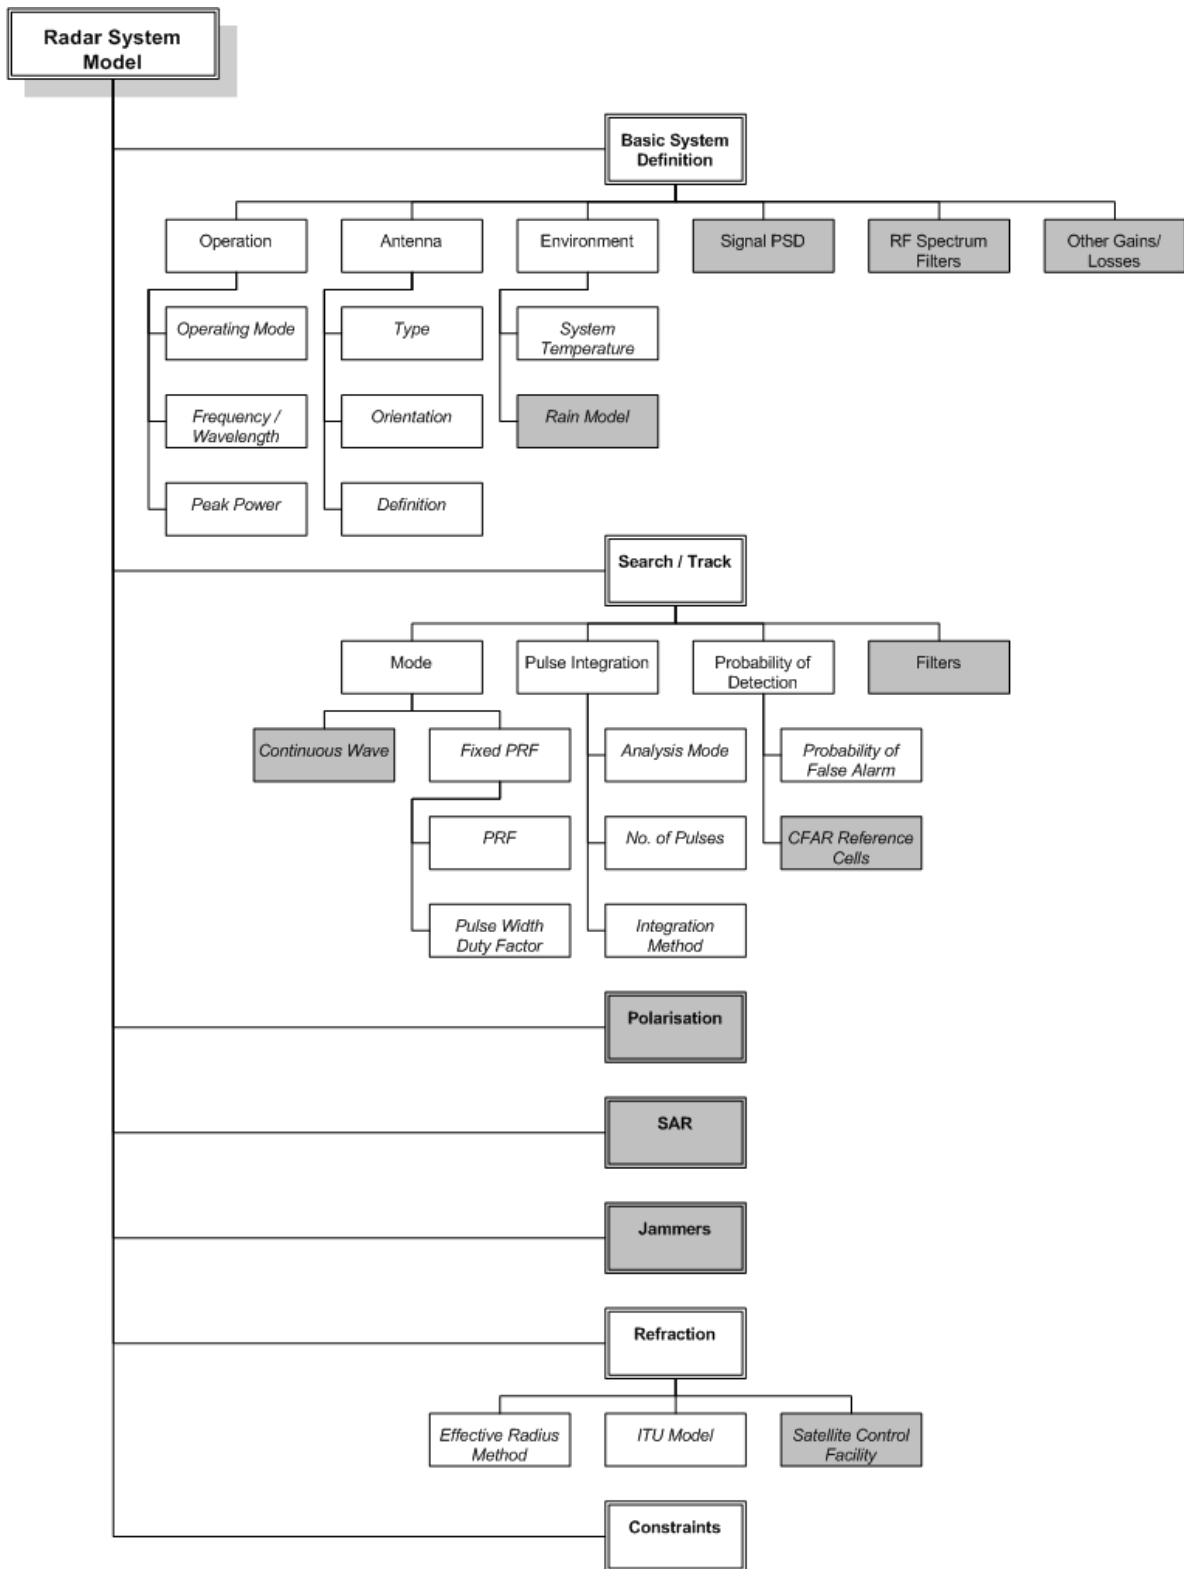 Radar System
Model
Basic System
Definition
Operation
Antenna
Environment
Signal PSD
RF Spectrum
Filters
Other Gains/
Losses
Operating Mode
Type
System
Temperature
Frequency /
Wavelength
Orientation
Rain Model
Peak Power
Definition
Search / Track
Mode
Pulse Integration
Probability of
Detection
Filters
Continuous Wave
Fixed PRF
Analysis Mode
Probability of
False Alarm
PRF
No. of Pulses
CFAR Reference
Cells
Pulse Width
Duty Factor
Integration
Method
Polarisation
SAR
Jammers
Refraction
Effective Radius
Method
ITU Model
Satellite Control
Facility
Constraints